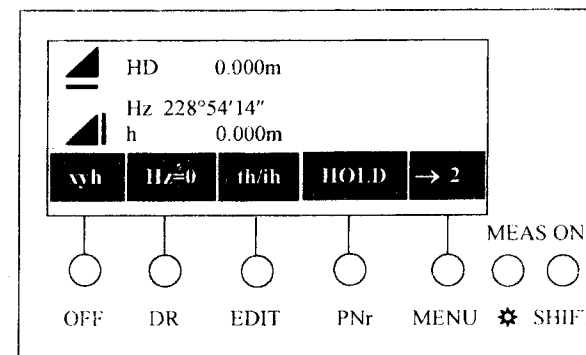 HD 0.000m
Hz 228°54′14″
h 0.000m
xyh Hz=0 th/ih HOLD → 2
MEAS ON
OFF DR EDIT PNr MENU ☼ SHIF